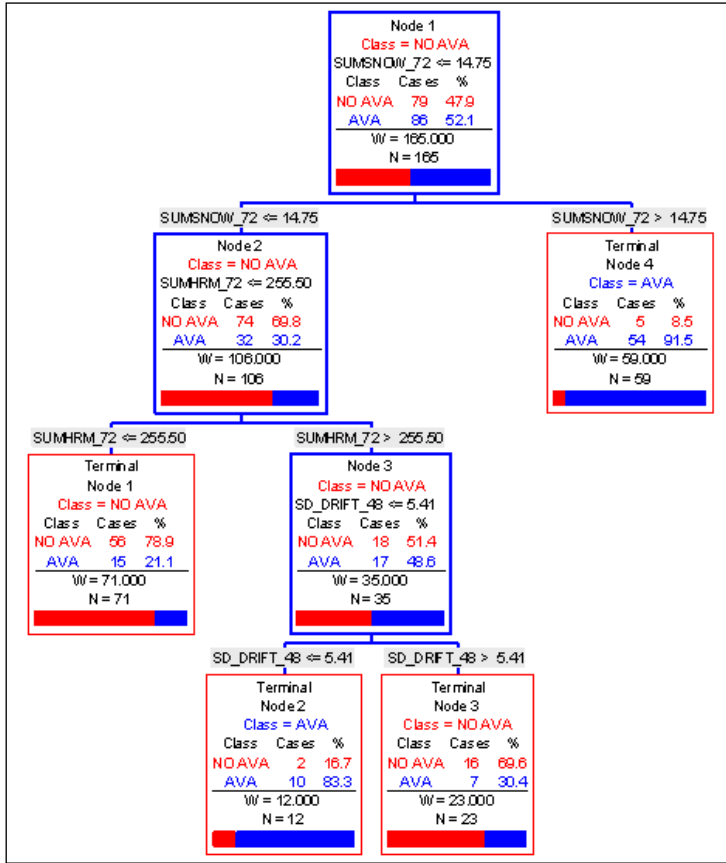 Node 1
Class = NO AVA
SUMSNOW_72 <= 14.75
Class Cases %
NO AVA 79 47.9
AVA 86 52.1
W = 165.000
N = 165
SUMSNOW_72 <= 14.75
SUMSNOW_72 > 14.75
Node 2
Class = NO AVA
SUMHRM_72 <= 255.50
Class Cases %
NO AVA 74 69.8
AVA 32 30.2
W = 106.000
N = 106
Terminal
Node 4
Class = AVA
Class Cases %
NO AVA 5 8.5
AVA 54 91.5
W = 59.000
N = 59
SUMHRM_72 <= 255.50
SUMHRM_72 > 255.50
Terminal
Node 1
Class = NO AVA
Class Cases %
NO AVA 56 78.9
AVA 15 21.1
W = 71.000
N = 71
Node 3
Class = NO AVA
SD_DRIFT_48 <= 5.41
Class Cases %
NO AVA 18 51.4
AVA 17 48.6
W = 35.000
N = 35
SD_DRIFT_48 <= 5.41
SD_DRIFT_48 > 5.41
Terminal
Node 2
Class = AVA
Class Cases %
NO AVA 2 16.7
AVA 10 83.3
W = 12.000
N = 12
Terminal
Node 3
Class = NO AVA
Class Cases %
NO AVA 16 69.6
AVA 7 30.4
W = 23.000
N = 23